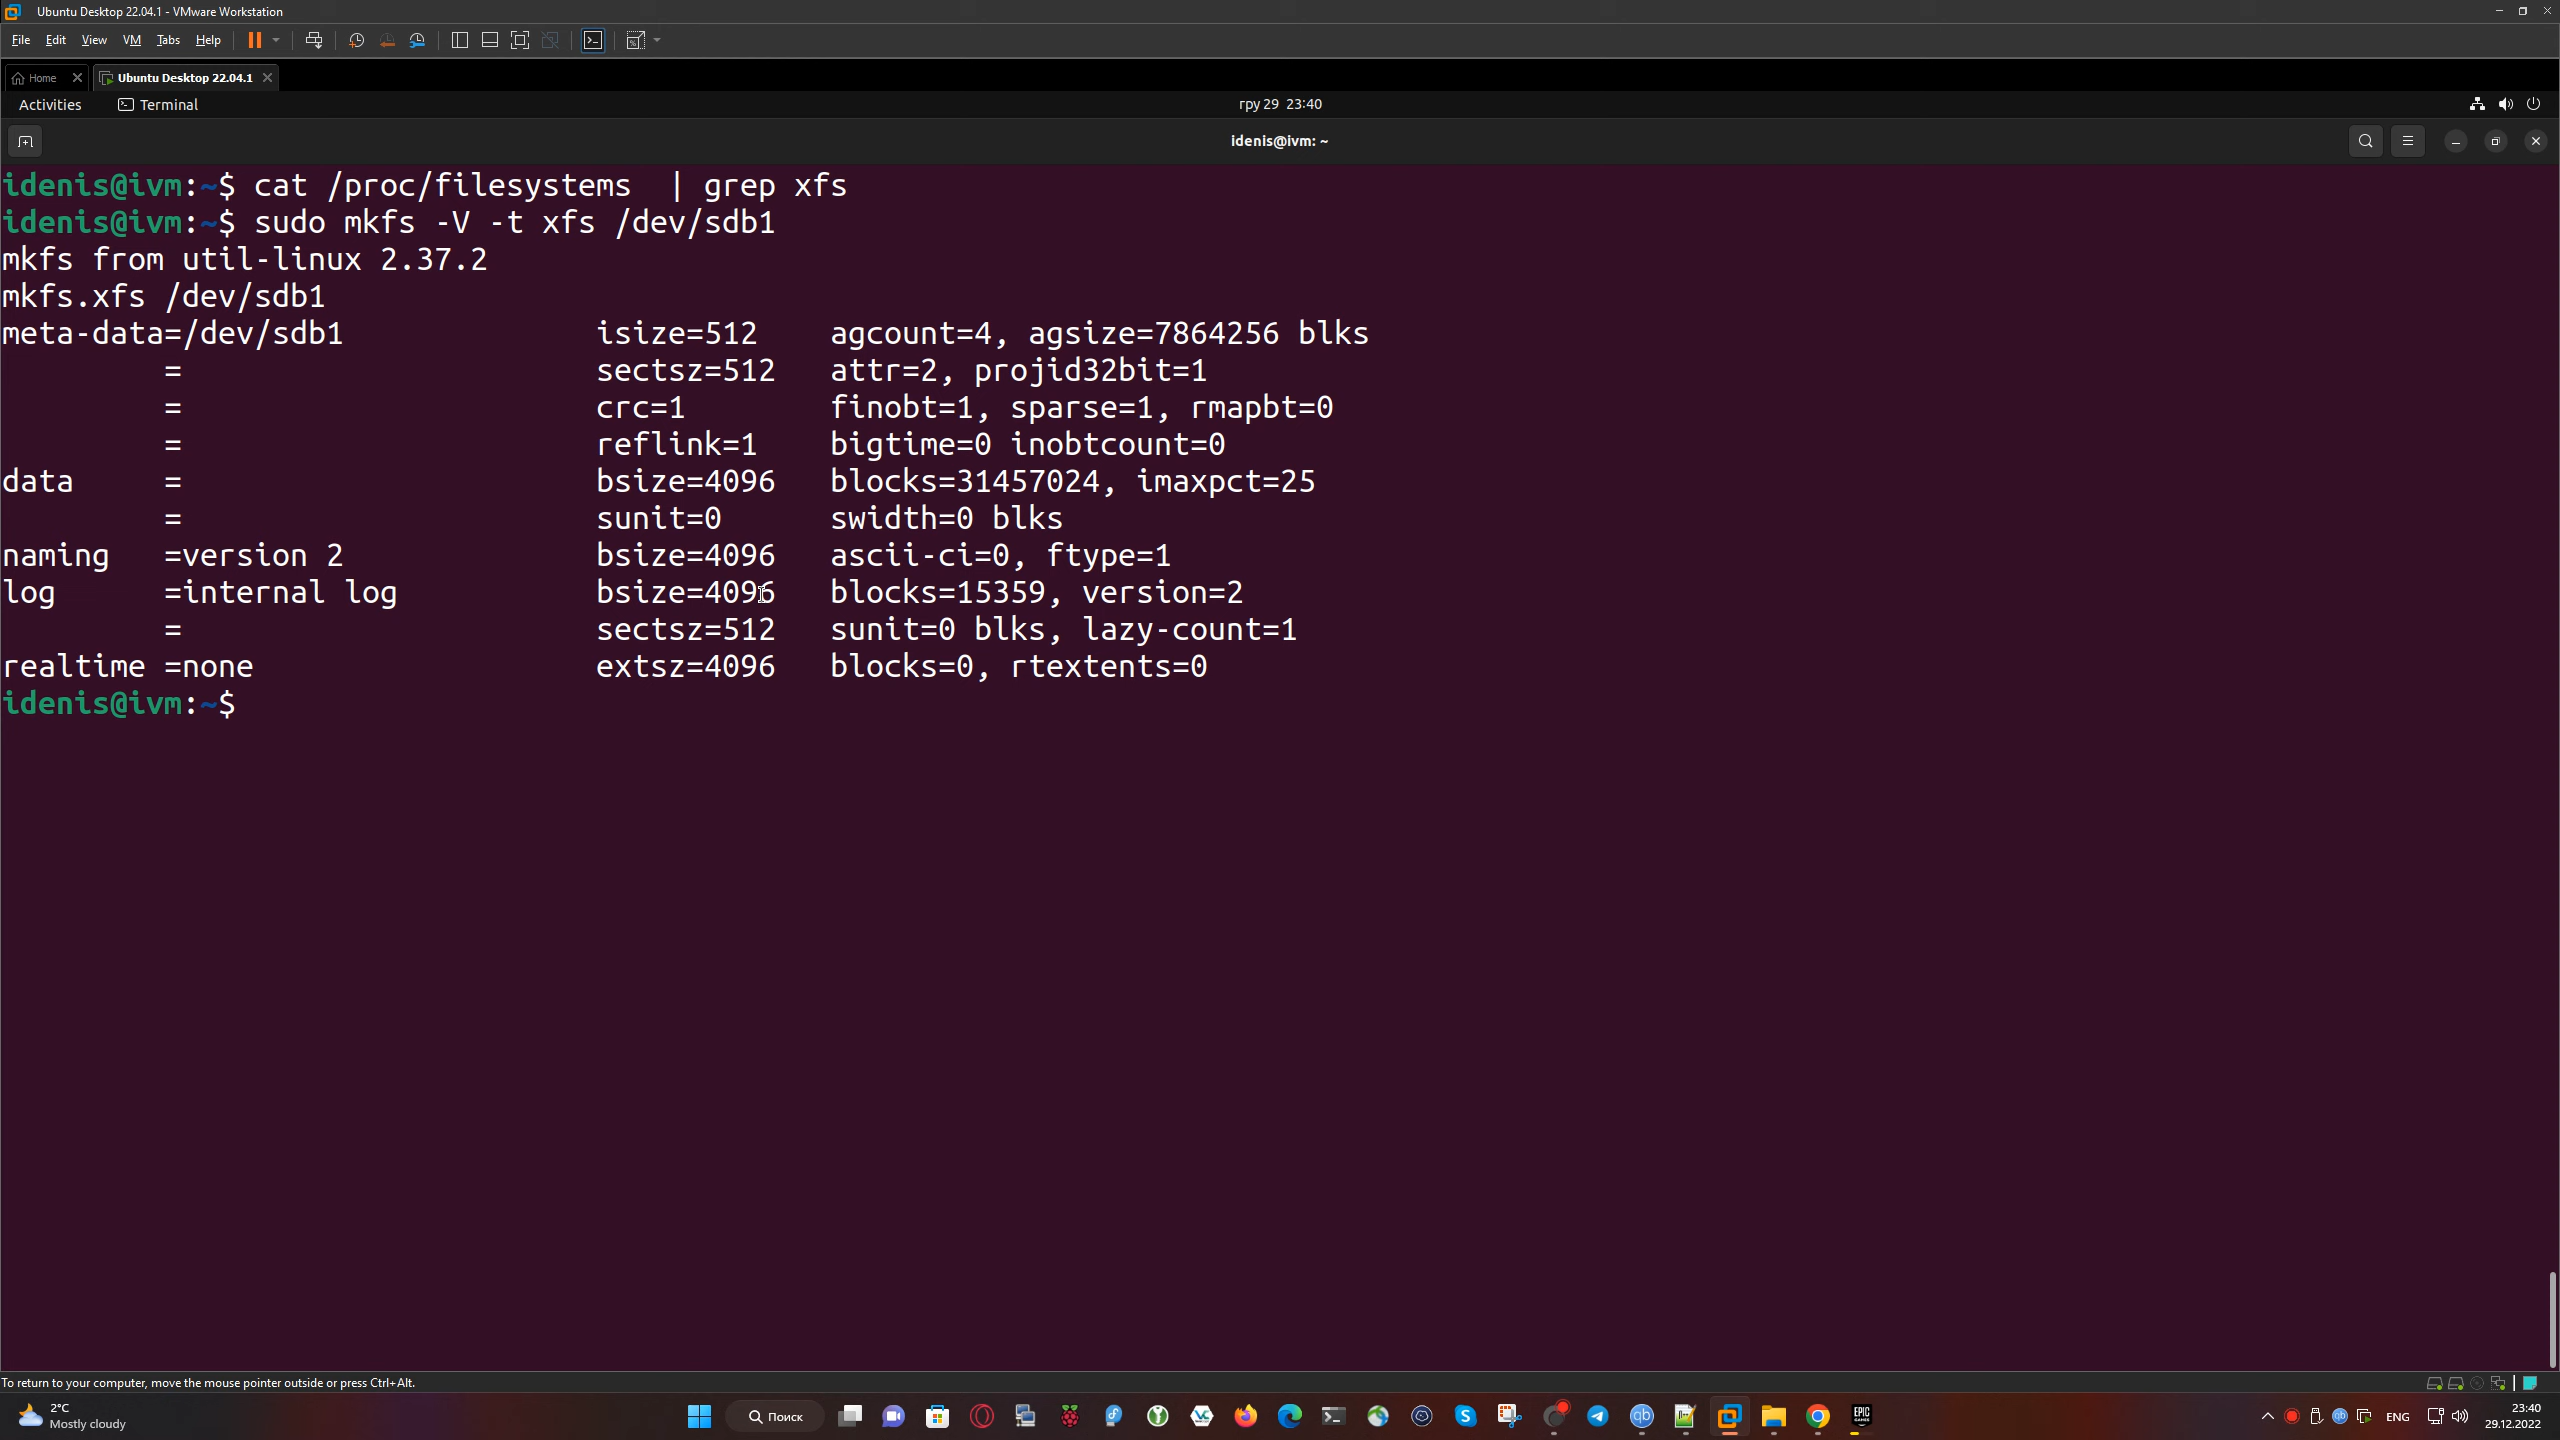 Ubuntu Desktop 22.04.1 - VMware Workstation
File Edit View VM Tabs Help
Home Ubuntu Desktop 22.04.1
Activities Terminal гру 29 23:40
idenis@ivm: ~
idenis@ivm:~$ cat /proc/filesystems  | grep xfs
idenis@ivm:~$ sudo mkfs -V -t xfs /dev/sdb1
mkfs from util-linux 2.37.2
mkfs.xfs /dev/sdb1
meta-data=/dev/sdb1              isize=512    agcount=4, agsize=7864256 blks
         =                       sectsz=512   attr=2, projid32bit=1
         =                       crc=1        finobt=1, sparse=1, rmapbt=0
         =                       reflink=1    bigtime=0 inobtcount=0
data     =                       bsize=4096   blocks=31457024, imaxpct=25
         =                       sunit=0      swidth=0 blks
naming   =version 2              bsize=4096   ascii-ci=0, ftype=1
log      =internal log           bsize=4096   blocks=15359, version=2
         =                       sectsz=512   sunit=0 blks, lazy-count=1
realtime =none                   extsz=4096   blocks=0, rtextents=0
idenis@ivm:~$
To return to your computer, move the mouse pointer outside or press Ctrl+Alt.
2°C
Mostly cloudy
Поиск
qb
EPIC GAMES
ENG
23:40
29.12.2022